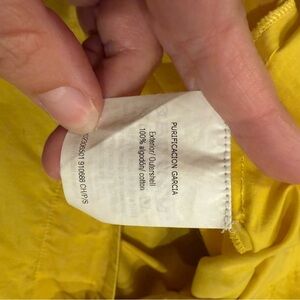 PURIFICACION GARCIA
Exterior/ Outershell
100% algodón/ cotton